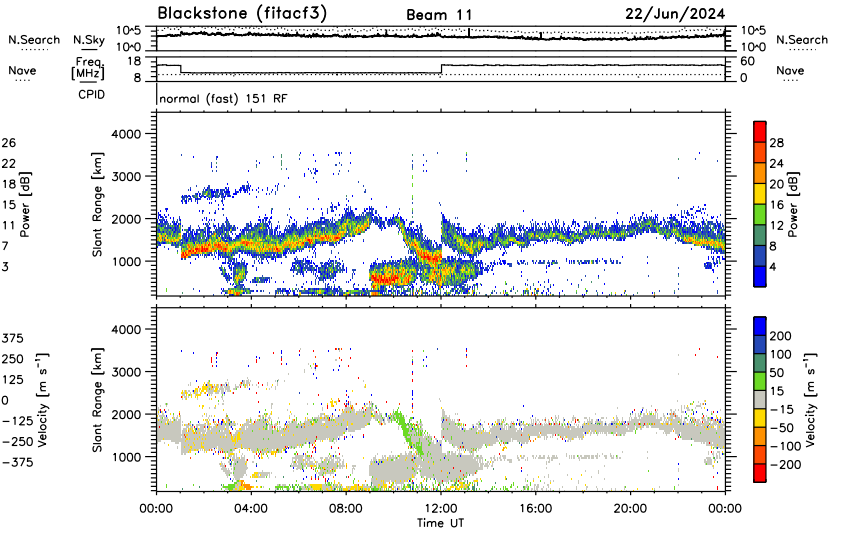 Blackstone (fitacf3) Beam 11 22/Jun/2024
N.Search N.Sky 10^5 10^0 10^5 10^0 N.Search
Nave Freq. [MHz] 18 8 60 0 Nave
CPID normal (fast) 151 RF
26 22 18 15 11 7 3
Power [dB]
Slant Range [km]
4000
3000
2000
1000
28 24 20 16 12 8 4
Power [dB]
375 250 125 0 −125 −250 −375
Velocity [m s⁻¹]
Slant Range [km]
4000
3000
2000
1000
200 100 50 15 −15 −50 −100 −200
Velocity [m s⁻¹]
00:00 04:00 08:00 12:00 16:00 20:00 00:00
Time UT